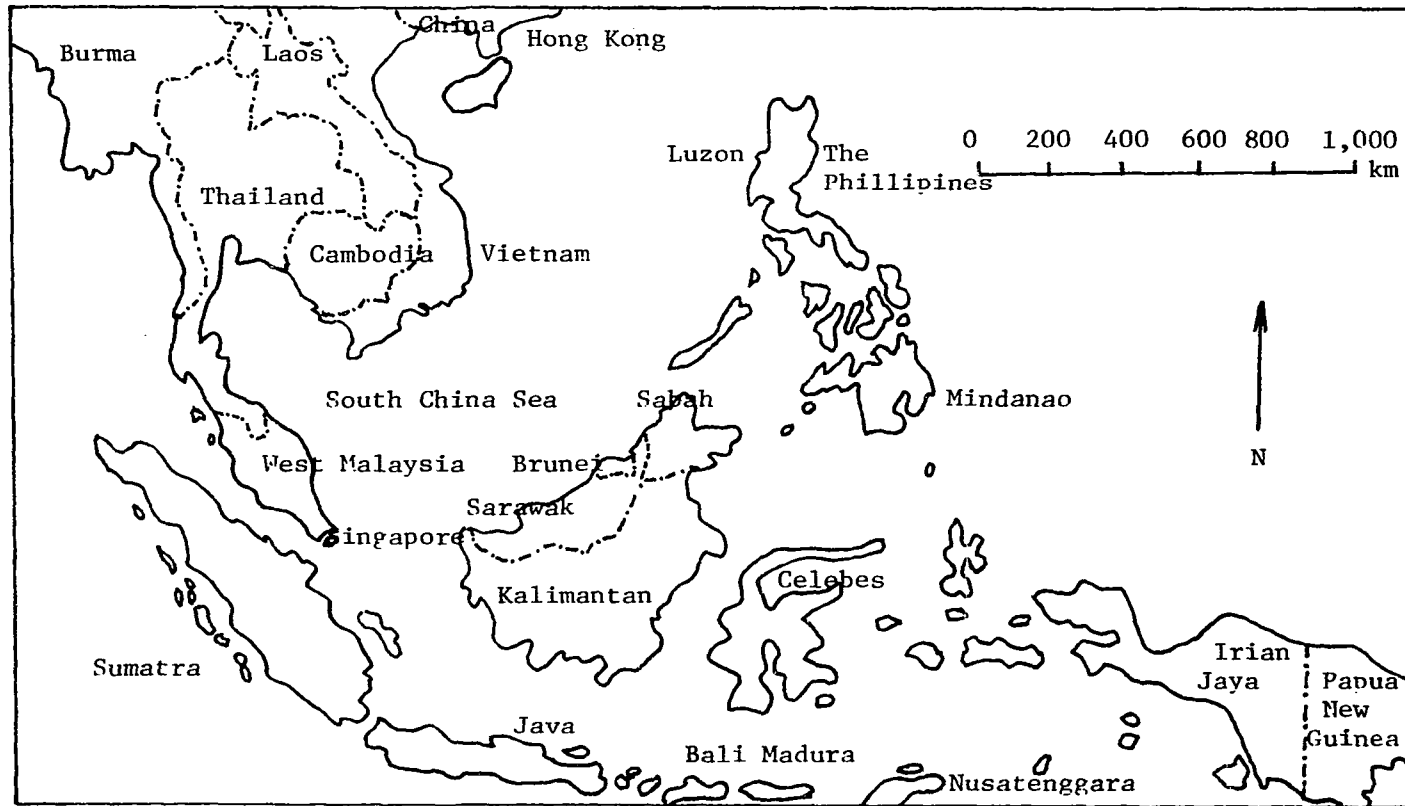 China
Burma
Laos
Hong Kong
0 200 400 600 800 1,000
km
Luzon
The
Phillipines
Thailand
Cambodia
Vietnam
South China Sea
Sabah
Mindanao
West Malaysia
Brunei
N
Sarawak
Singapore
Celebes
Kalimantan
Sumatra
Irian
Jaya
Papua
New
Guinea
Java
Bali Madura
Nusatenggara